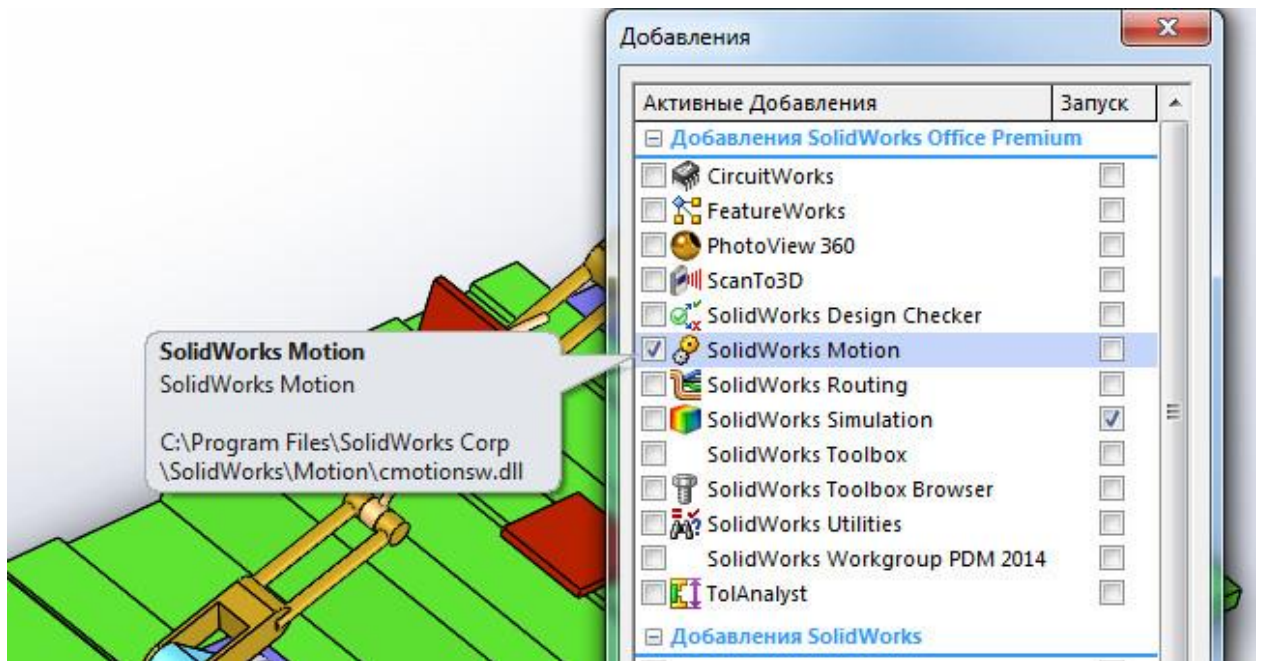 Добавления
Активные Добавления Запуск
Добавления SolidWorks Office Premium
CircuitWorks
FeatureWorks
PhotoView 360
ScanTo3D
SolidWorks Design Checker
SolidWorks Motion
SolidWorks Routing
SolidWorks Simulation
SolidWorks Toolbox
SolidWorks Toolbox Browser
SolidWorks Utilities
SolidWorks Workgroup PDM 2014
TolAnalyst
Добавления SolidWorks
SolidWorks Motion
SolidWorks Motion
C:\Program Files\SolidWorks Corp
\SolidWorks\Motion\cmotionsw.dll